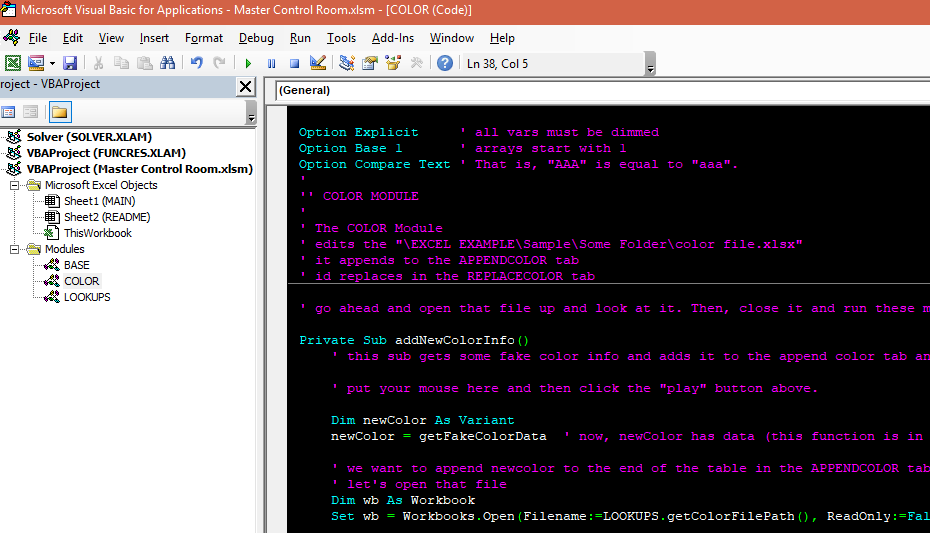 Microsoft Visual Basic for Applications - Master Control Room.xlsm - [COLOR (Code)]
File Edit View Insert Format Debug Run Tools Add-Ins Window Help
Ln 38, Col 5
roject - VBAProject
(General)
Solver (SOLVER.XLAM)
VBAProject (FUNCRES.XLAM)
VBAProject (Master Control Room.xlsm)
Microsoft Excel Objects
Sheet1 (MAIN)
Sheet2 (README)
ThisWorkbook
Modules
BASE
COLOR
LOOKUPS
Option Explicit ' all vars must be dimmed
Option Base 1 ' arrays start with 1
Option Compare Text ' That is, "AAA" is equal to "aaa".
'
'' COLOR MODULE
'
' The COLOR Module
' edits the "\EXCEL EXAMPLE\Sample\Some Folder\color file.xlsx"
' it appends to the APPENDCOLOR tab
' id replaces in the REPLACECOLOR tab
' go ahead and open that file up and look at it. Then, close it and run these m
Private Sub addNewColorInfo()
' this sub gets some fake color info and adds it to the append color tab an
' put your mouse here and then click the "play" button above.
Dim newColor As Variant
newColor = getFakeColorData ' now, newColor has data (this function is in
' we want to append newcolor to the end of the table in the APPENDCOLOR tab
' let's open that file
Dim wb As Workbook
Set wb = Workbooks.Open(Filename:=LOOKUPS.getColorFilePath(), ReadOnly:=Fal